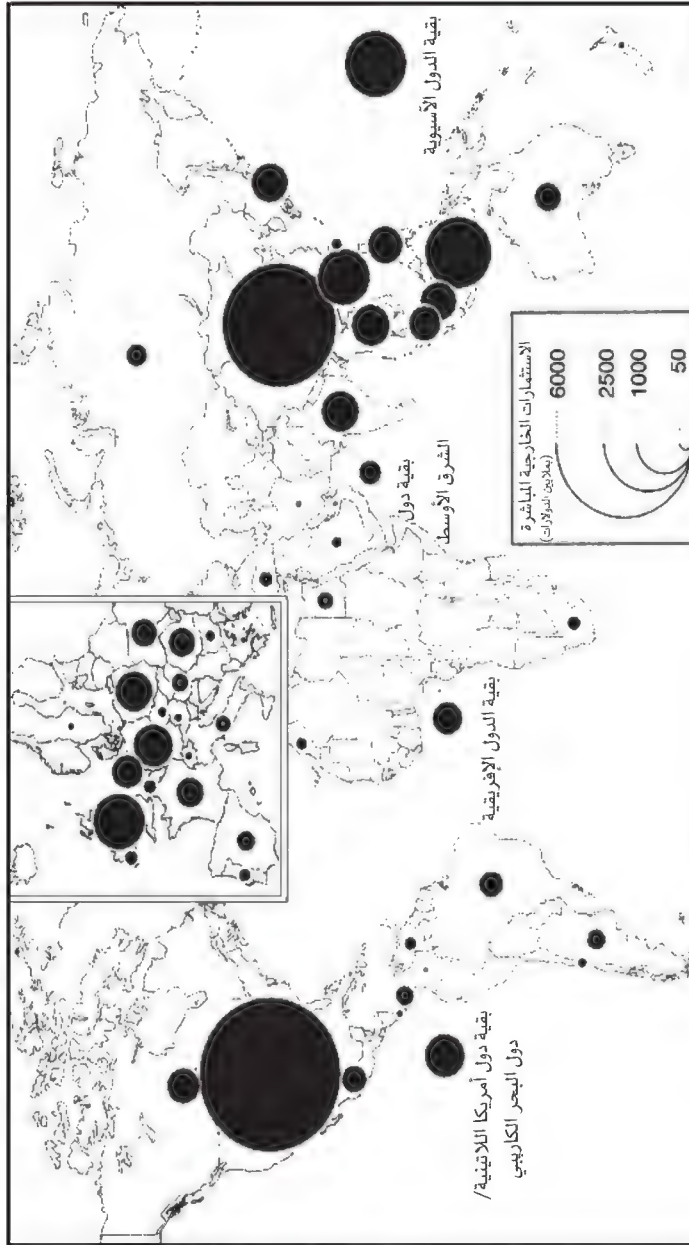 بقية الدول الآسيوية
بقية دول
الشرق الأوسط
بقية الدول الإفريقية
بقية دول أمريكا اللاتينية/
دول البحر الكاريبي
الاستثمارات الخارجية المباشرة
(بملايين الدولارات)
6000
2500
1000
50